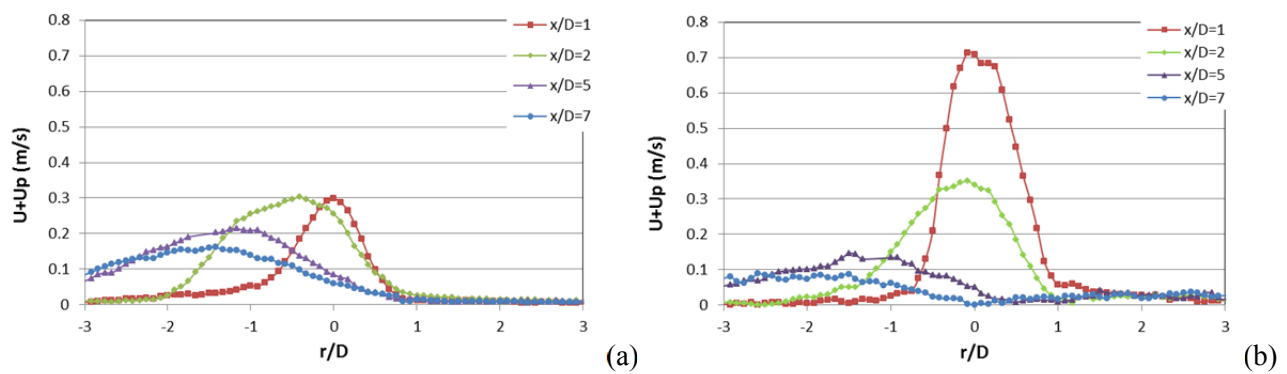 0.8
0.7
0.6
0.5
0.4
0.3
0.2
0.1
0
U+Up (m/s)
-3 -2 -1 0 1 2 3
r/D
x/D=1
x/D=2
x/D=5
x/D=7
(a)
0.8
0.7
0.6
0.5
0.4
0.3
0.2
0.1
0
U+Up (m/s)
-3 -2 -1 0 1 2 3
r/D
x/D=1
x/D=2
x/D=5
x/D=7
(b)